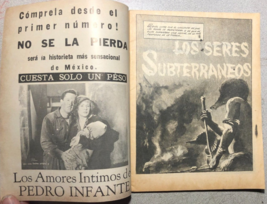 Cómprela desde el
primer número!
NO SE LA PIERDA
será la historieta más sensacional
de México.
CUESTA SOLO UN PESO
Los Amores Intimos de
PEDRO INFANTE
LOS SERES
SUBTERRANEOS